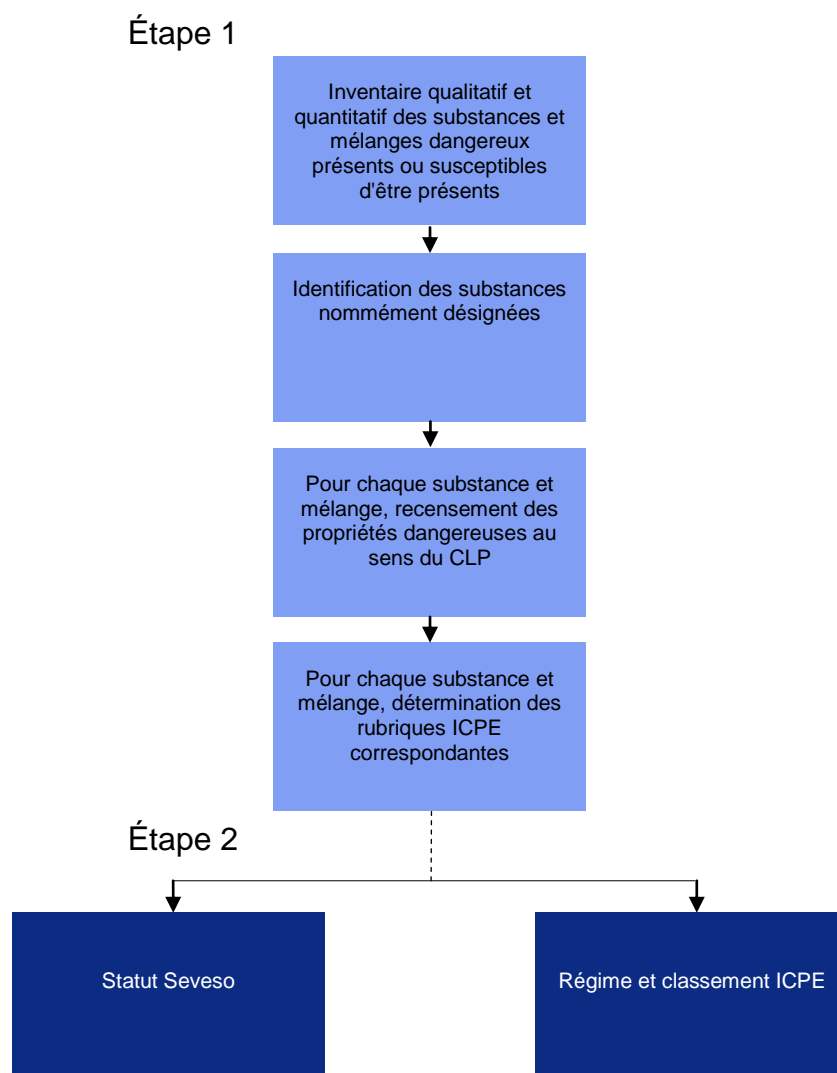 Étape 1
Inventaire qualitatif et
quantitatif des substances et
mélanges dangereux
présents ou susceptibles
d'être présents
Identification des substances
nommément désignées
Pour chaque substance et
mélange, recensement des
propriétés dangereuses au
sens du CLP
Pour chaque substance et
mélange, détermination des
rubriques ICPE
correspondantes
Étape 2
Statut Seveso
Régime et classement ICPE